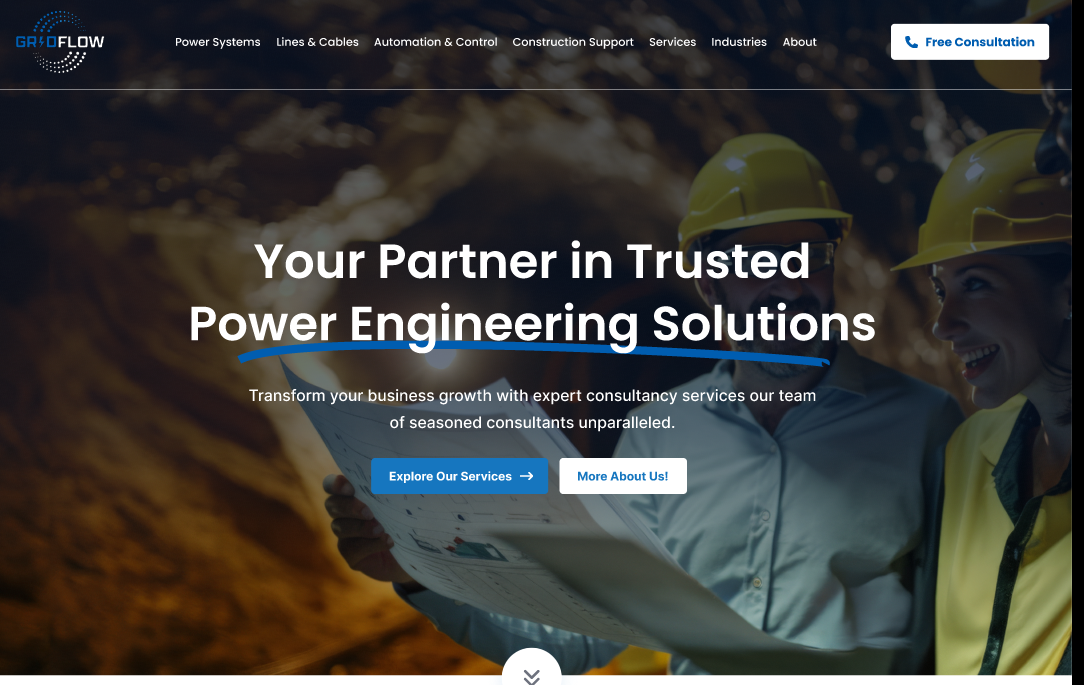 GRIDFLOW
Power Systems
Lines & Cables
Automation & Control
Construction Support
Services
Industries
About
Free Consultation
Your Partner in Trusted
Power Engineering Solutions
Transform your business growth with expert consultancy services our team
of seasoned consultants unparalleled.
Explore Our Services
More About Us!